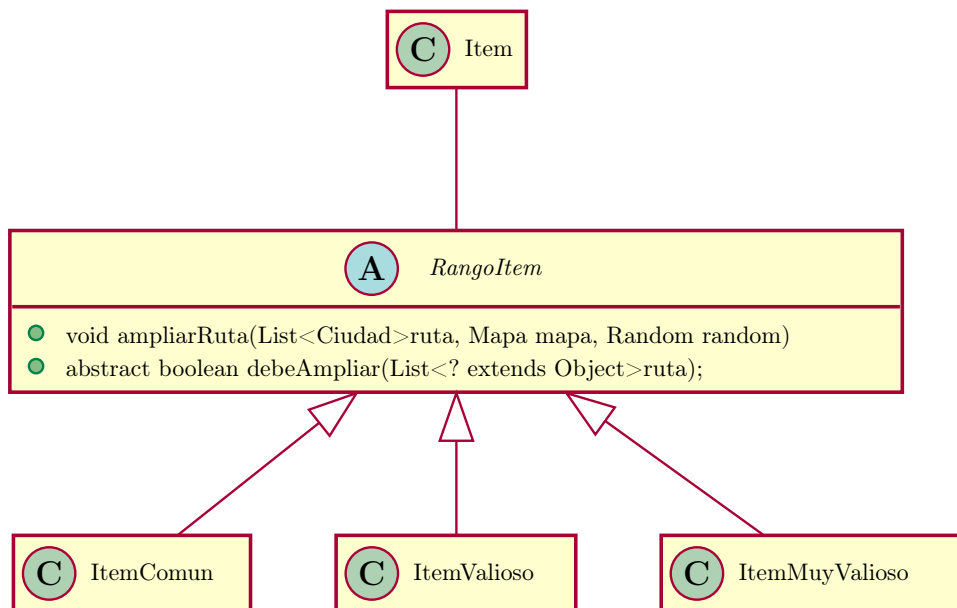 C Item
A RangoItem
void ampliarRuta(List<Ciudad>ruta, Mapa mapa, Random random)
abstract boolean debeAmpliar(List<? extends Object>ruta);
C ItemComun
C ItemValioso
C ItemMuyValioso